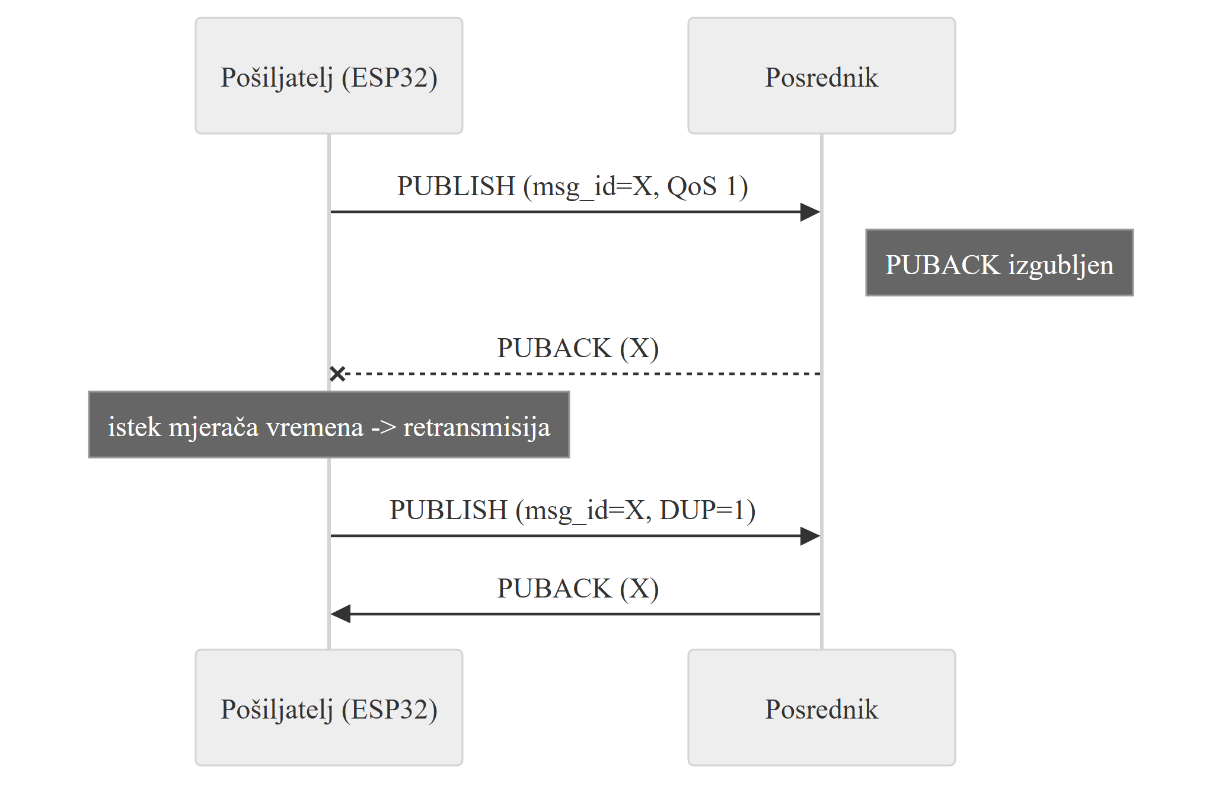 Pošiljatelj (ESP32)
Posrednik
PUBLISH (msg_id=X, QoS 1)
PUBACK izgubljen
PUBACK (X)
istek mjerača vremena -> retransmisija
PUBLISH (msg_id=X, DUP=1)
PUBACK (X)
Pošiljatelj (ESP32)
Posrednik